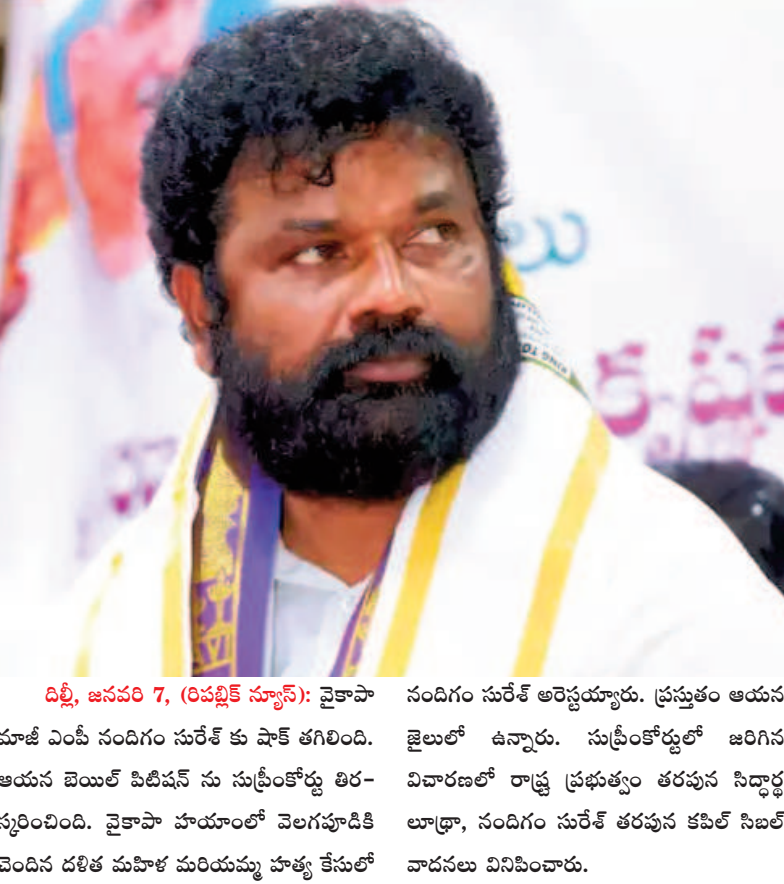 లు
కృష్ణ
దిల్లీ, జనవరి 7, (రిపబ్లిక్ న్యూస్): వైకాపా
మాజీ ఎంపీ నందిగం సురేశ్ కు షాక్ తగిలింది.
ఆయన బెయిల్ పిటిషన్ ను సుప్రీంకోర్టు తిర-
స్కరించింది. వైకాపా హయాంలో వెలగపూడికి
చెందిన దళిత మహిళ మరియమ్మ హత్య కేసులో
నందిగం సురేశ్ అరెస్టయ్యారు. ప్రస్తుతం ఆయన
జైలులో ఉన్నారు. సుప్రీంకోర్టులో జరిగిన
విచారణలో రాష్ట్ర ప్రభుత్వం తరపున సిద్ధార్థ
లూథ్రా, నందిగం సురేశ్ తరపున కపిల్ సిబల్
వాదనలు వినిపించారు.